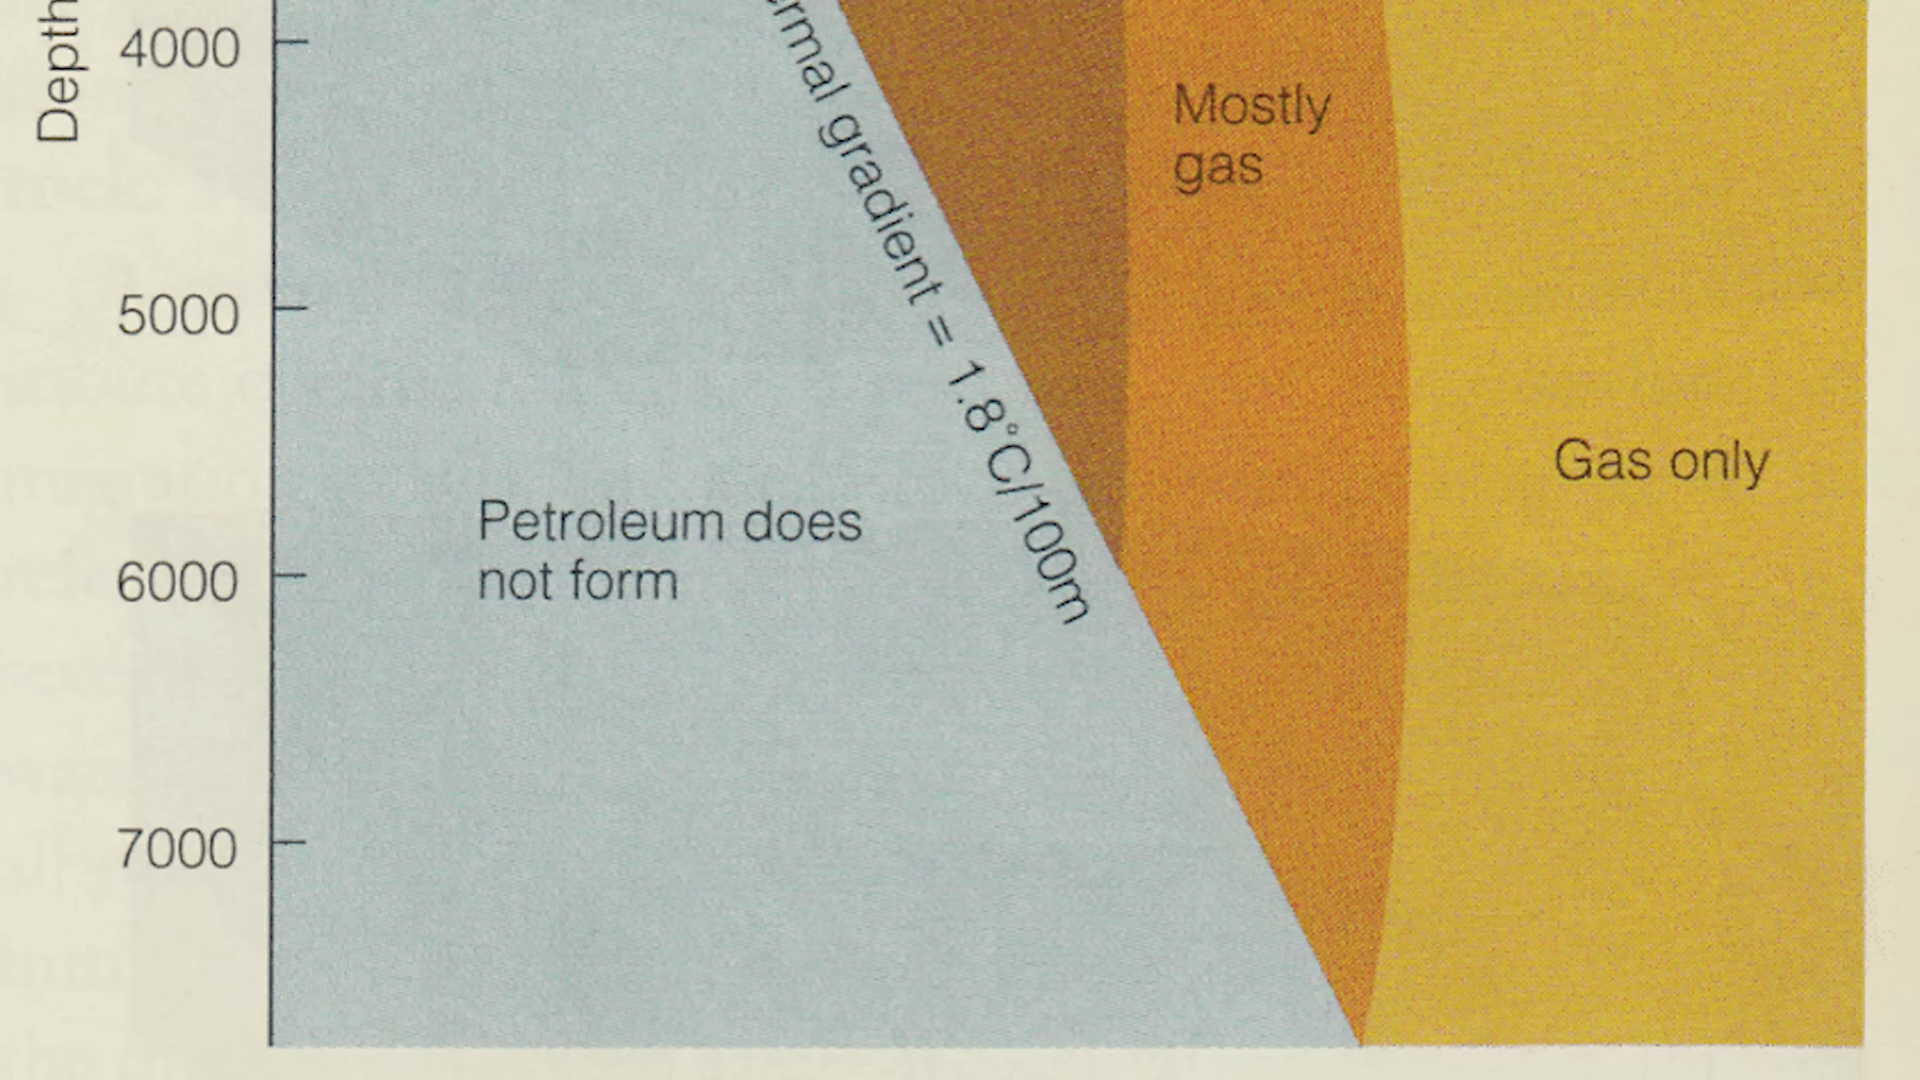 Depth
4000
5000
6000
7000
ermal gradient = 1.8°C/100m
Mostly
gas
Gas only
Petroleum does
not form